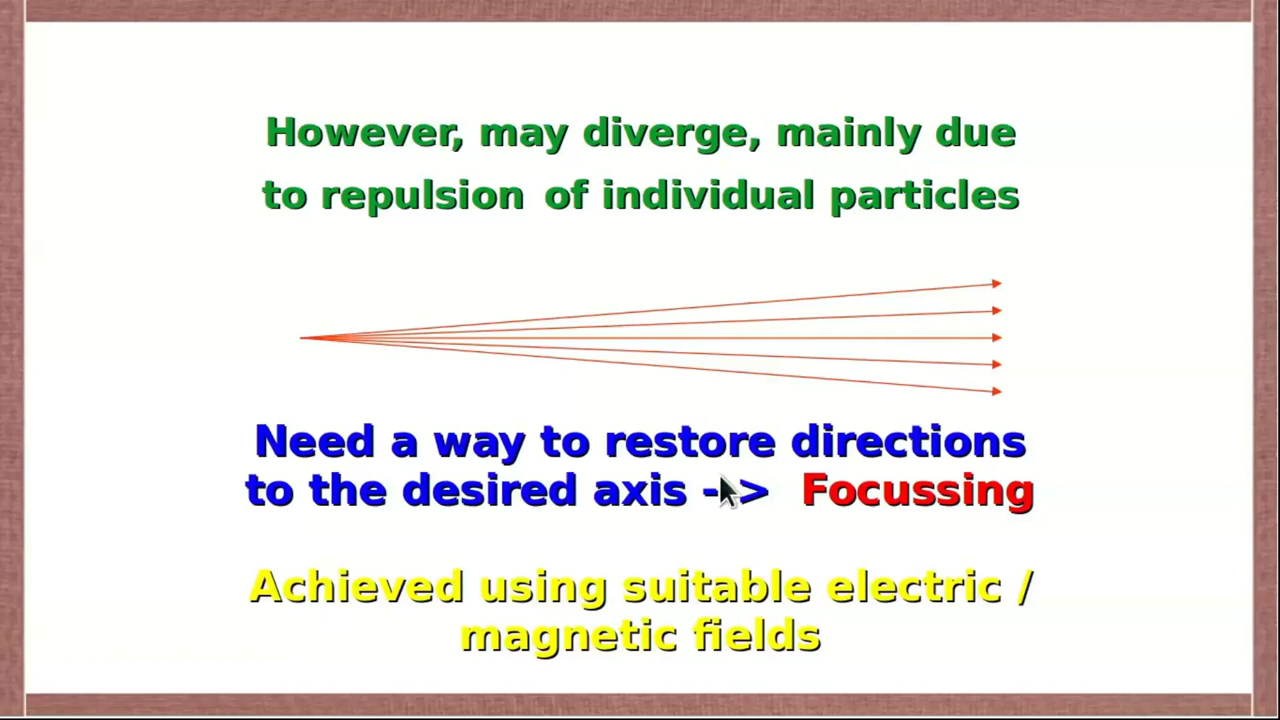 However, may diverge, mainly due
to repulsion of individual particles
Need a way to restore directions
to the desired axis --> Focussing
Achieved using suitable electric /
magnetic fields